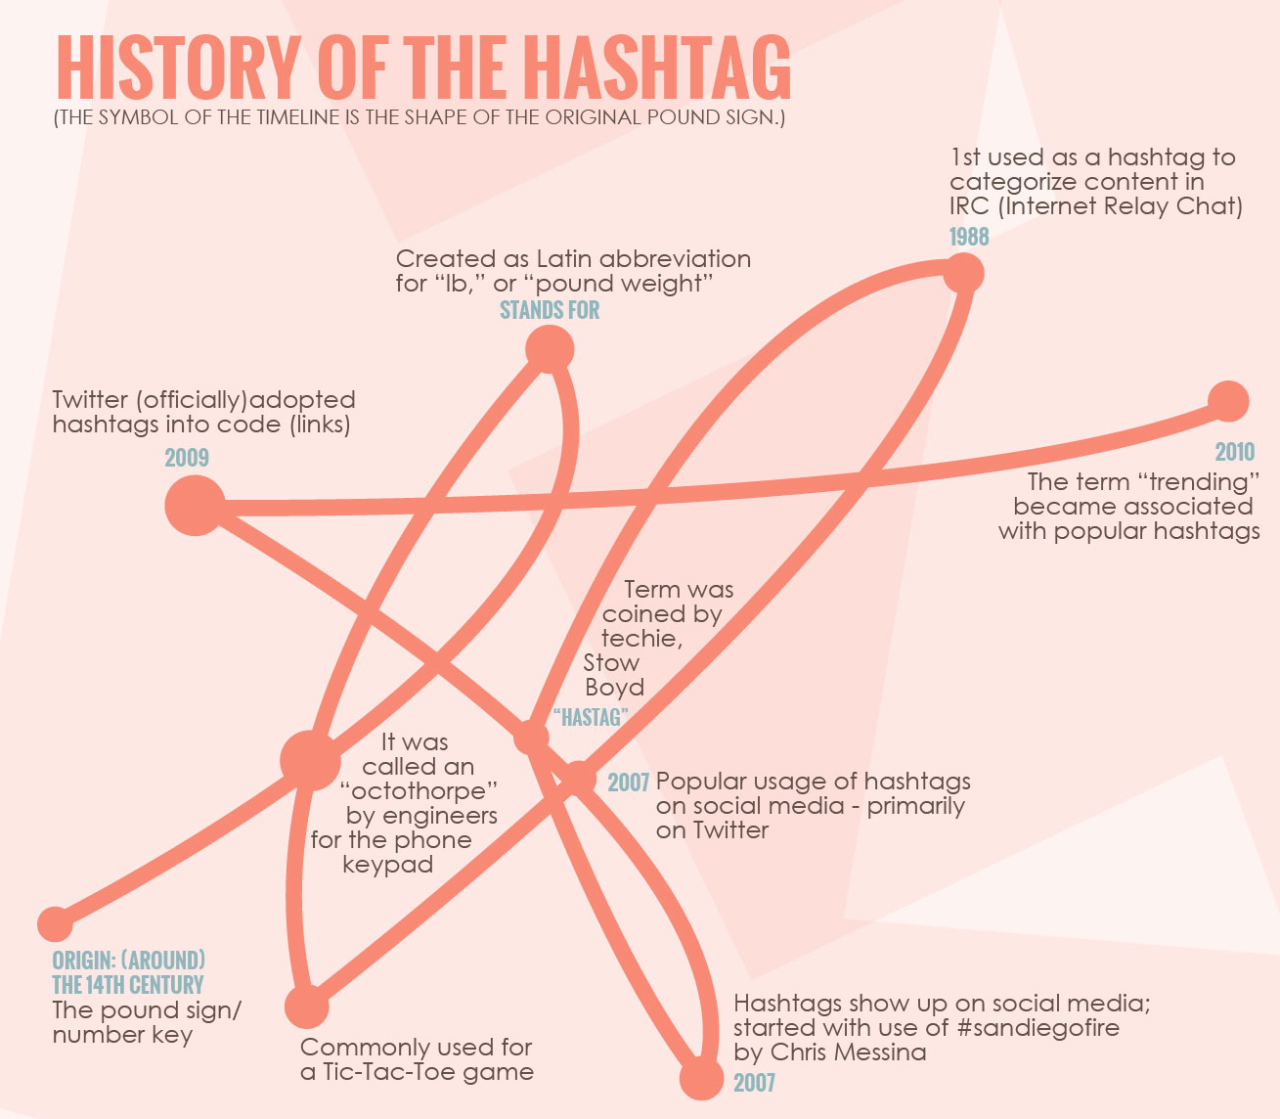 HISTORY OF THE HASHTAG
(THE SYMBOL OF THE TIMELINE IS THE SHAPE OF THE ORIGINAL POUND SIGN.)
1st used as a hashtag to
categorize content in
IRC (Internet Relay Chat)
1988
Created as Latin abbreviation
for “lb,” or “pound weight”
STANDS FOR
Twitter (officially)adopted
hashtags into code (links)
2009
2010
The term “trending”
became associated
with popular hashtags
Term was
coined by
techie,
Stow
Boyd
“HASTAG”
It was
called an
“octothorpe”
by engineers
for the phone
keypad
2007 Popular usage of hashtags
on social media - primarily
on Twitter
ORIGIN: (AROUND)
THE 14TH CENTURY
The pound sign/
number key
Commonly used for
a Tic-Tac-Toe game
Hashtags show up on social media;
started with use of #sandiegofire
by Chris Messina
2007